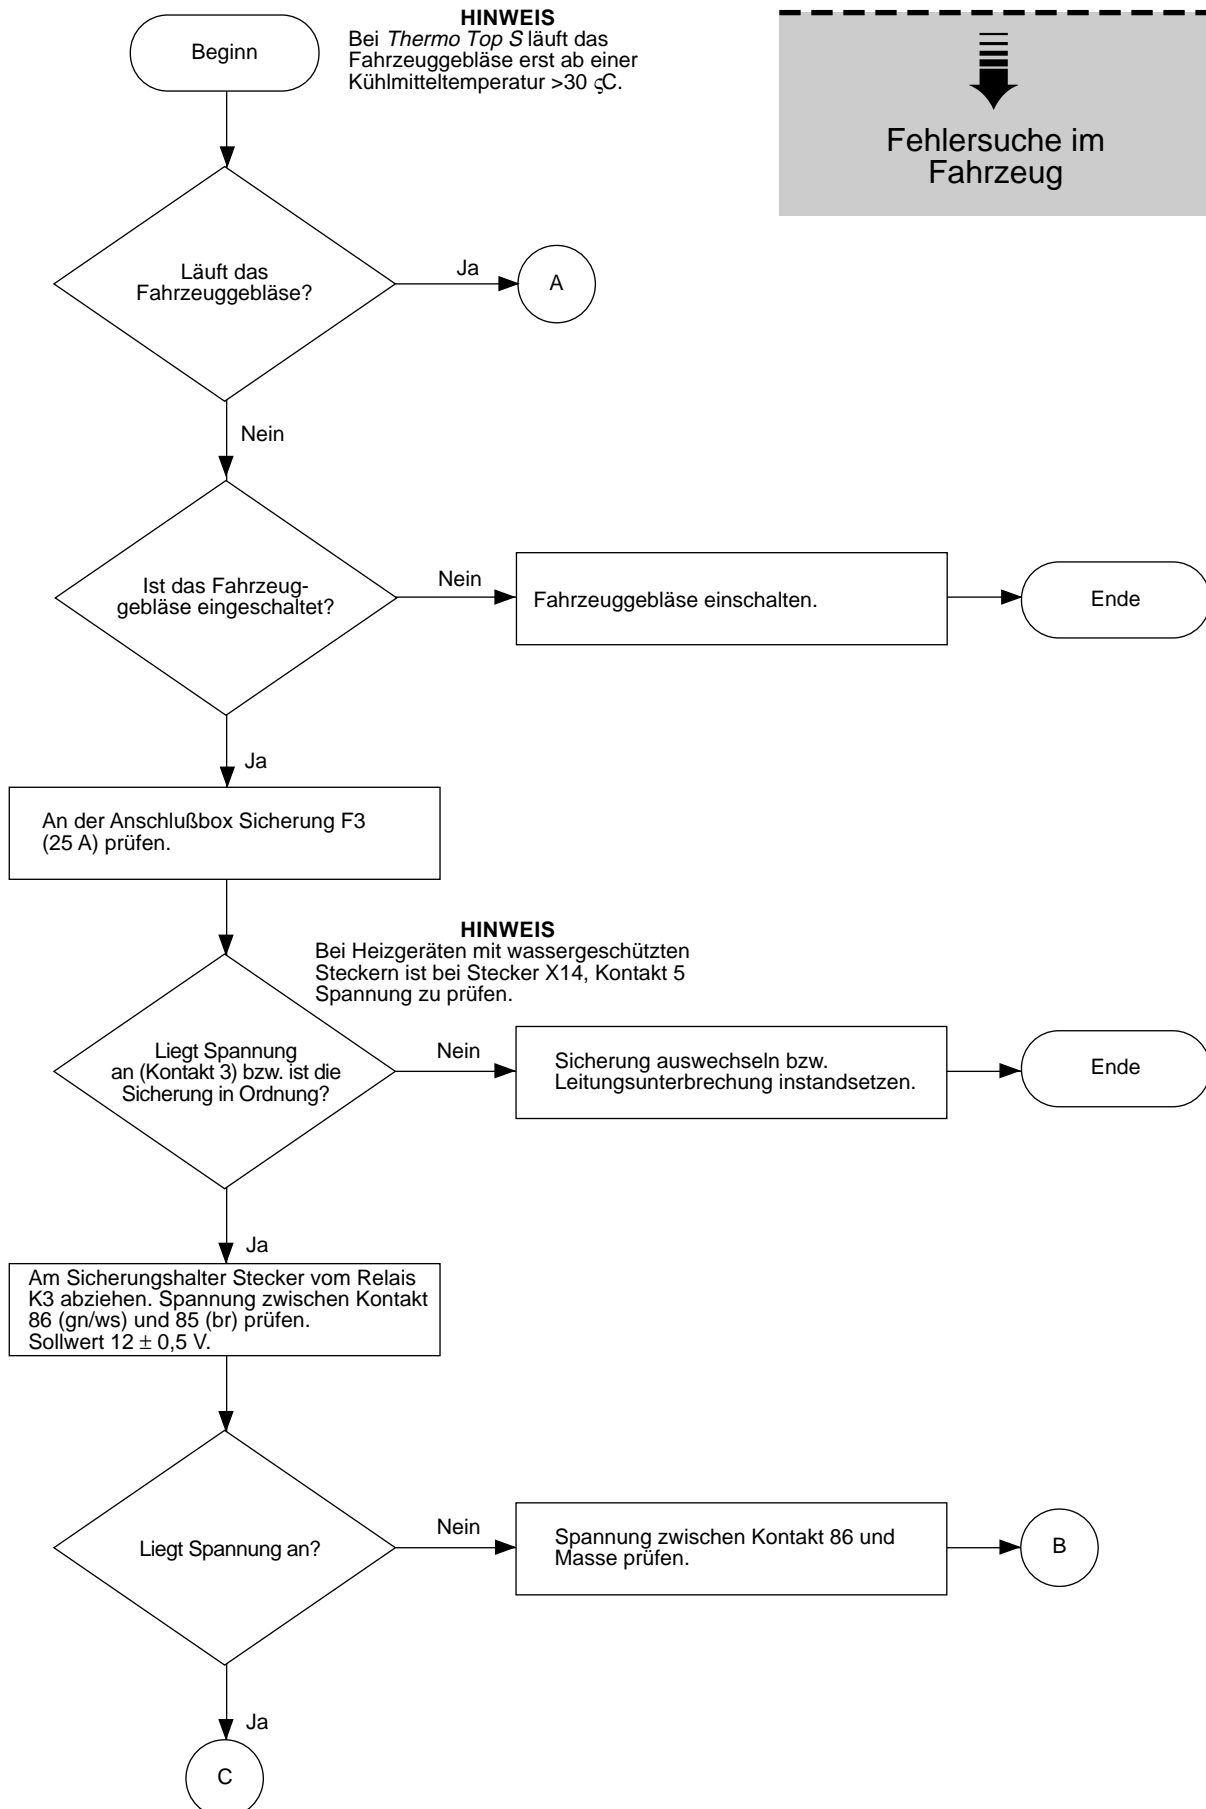 Beginn
HINWEIS
Bei Thermo Top S läuft das
Fahrzeuggebläse erst ab einer
Kühlmitteltemperatur >30 ςC.
Fehlersuche im
Fahrzeug
Läuft das
Fahrzeuggebläse?
Ja
A
Nein
Ist das Fahrzeug-
gebläse eingeschaltet?
Nein
Fahrzeuggebläse einschalten.
Ende
Ja
An der Anschlußbox Sicherung F3
(25 A) prüfen.
HINWEIS
Bei Heizgeräten mit wassergeschützten
Steckern ist bei Stecker X14, Kontakt 5
Spannung zu prüfen.
Liegt Spannung
an (Kontakt 3) bzw. ist die
Sicherung in Ordnung?
Nein
Sicherung auswechseln bzw.
Leitungsunterbrechung instandsetzen.
Ende
Ja
Am Sicherungshalter Stecker vom Relais
K3 abziehen. Spannung zwischen Kontakt
86 (gn/ws) und 85 (br) prüfen.
Sollwert 12 ± 0,5 V.
Liegt Spannung an?
Nein
Spannung zwischen Kontakt 86 und
Masse prüfen.
B
Ja
C